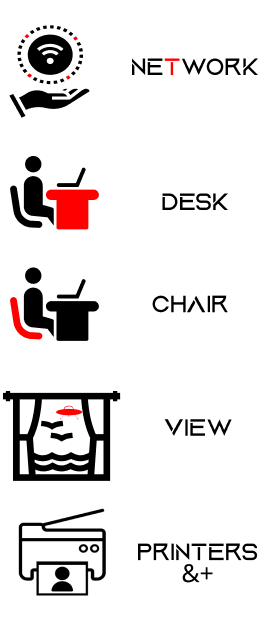 NETWORK
DESK
CHAIR
VIEW
PRINTERS
&+